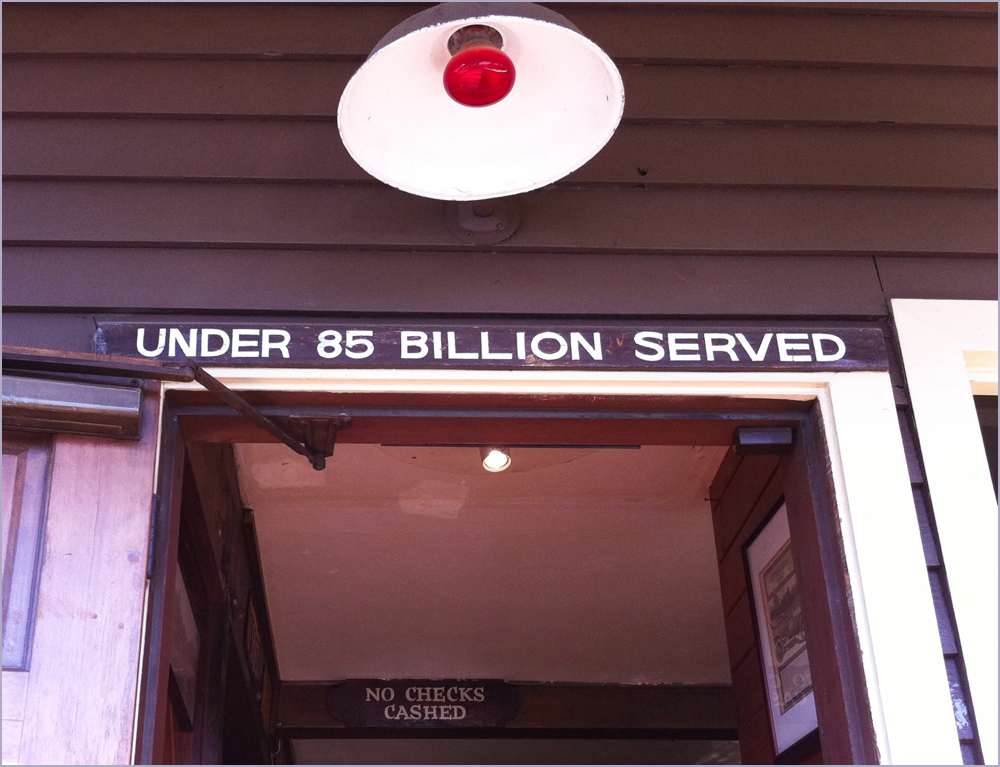 UNDER 85 BILLION SERVED
NO CHECKS
CASHED